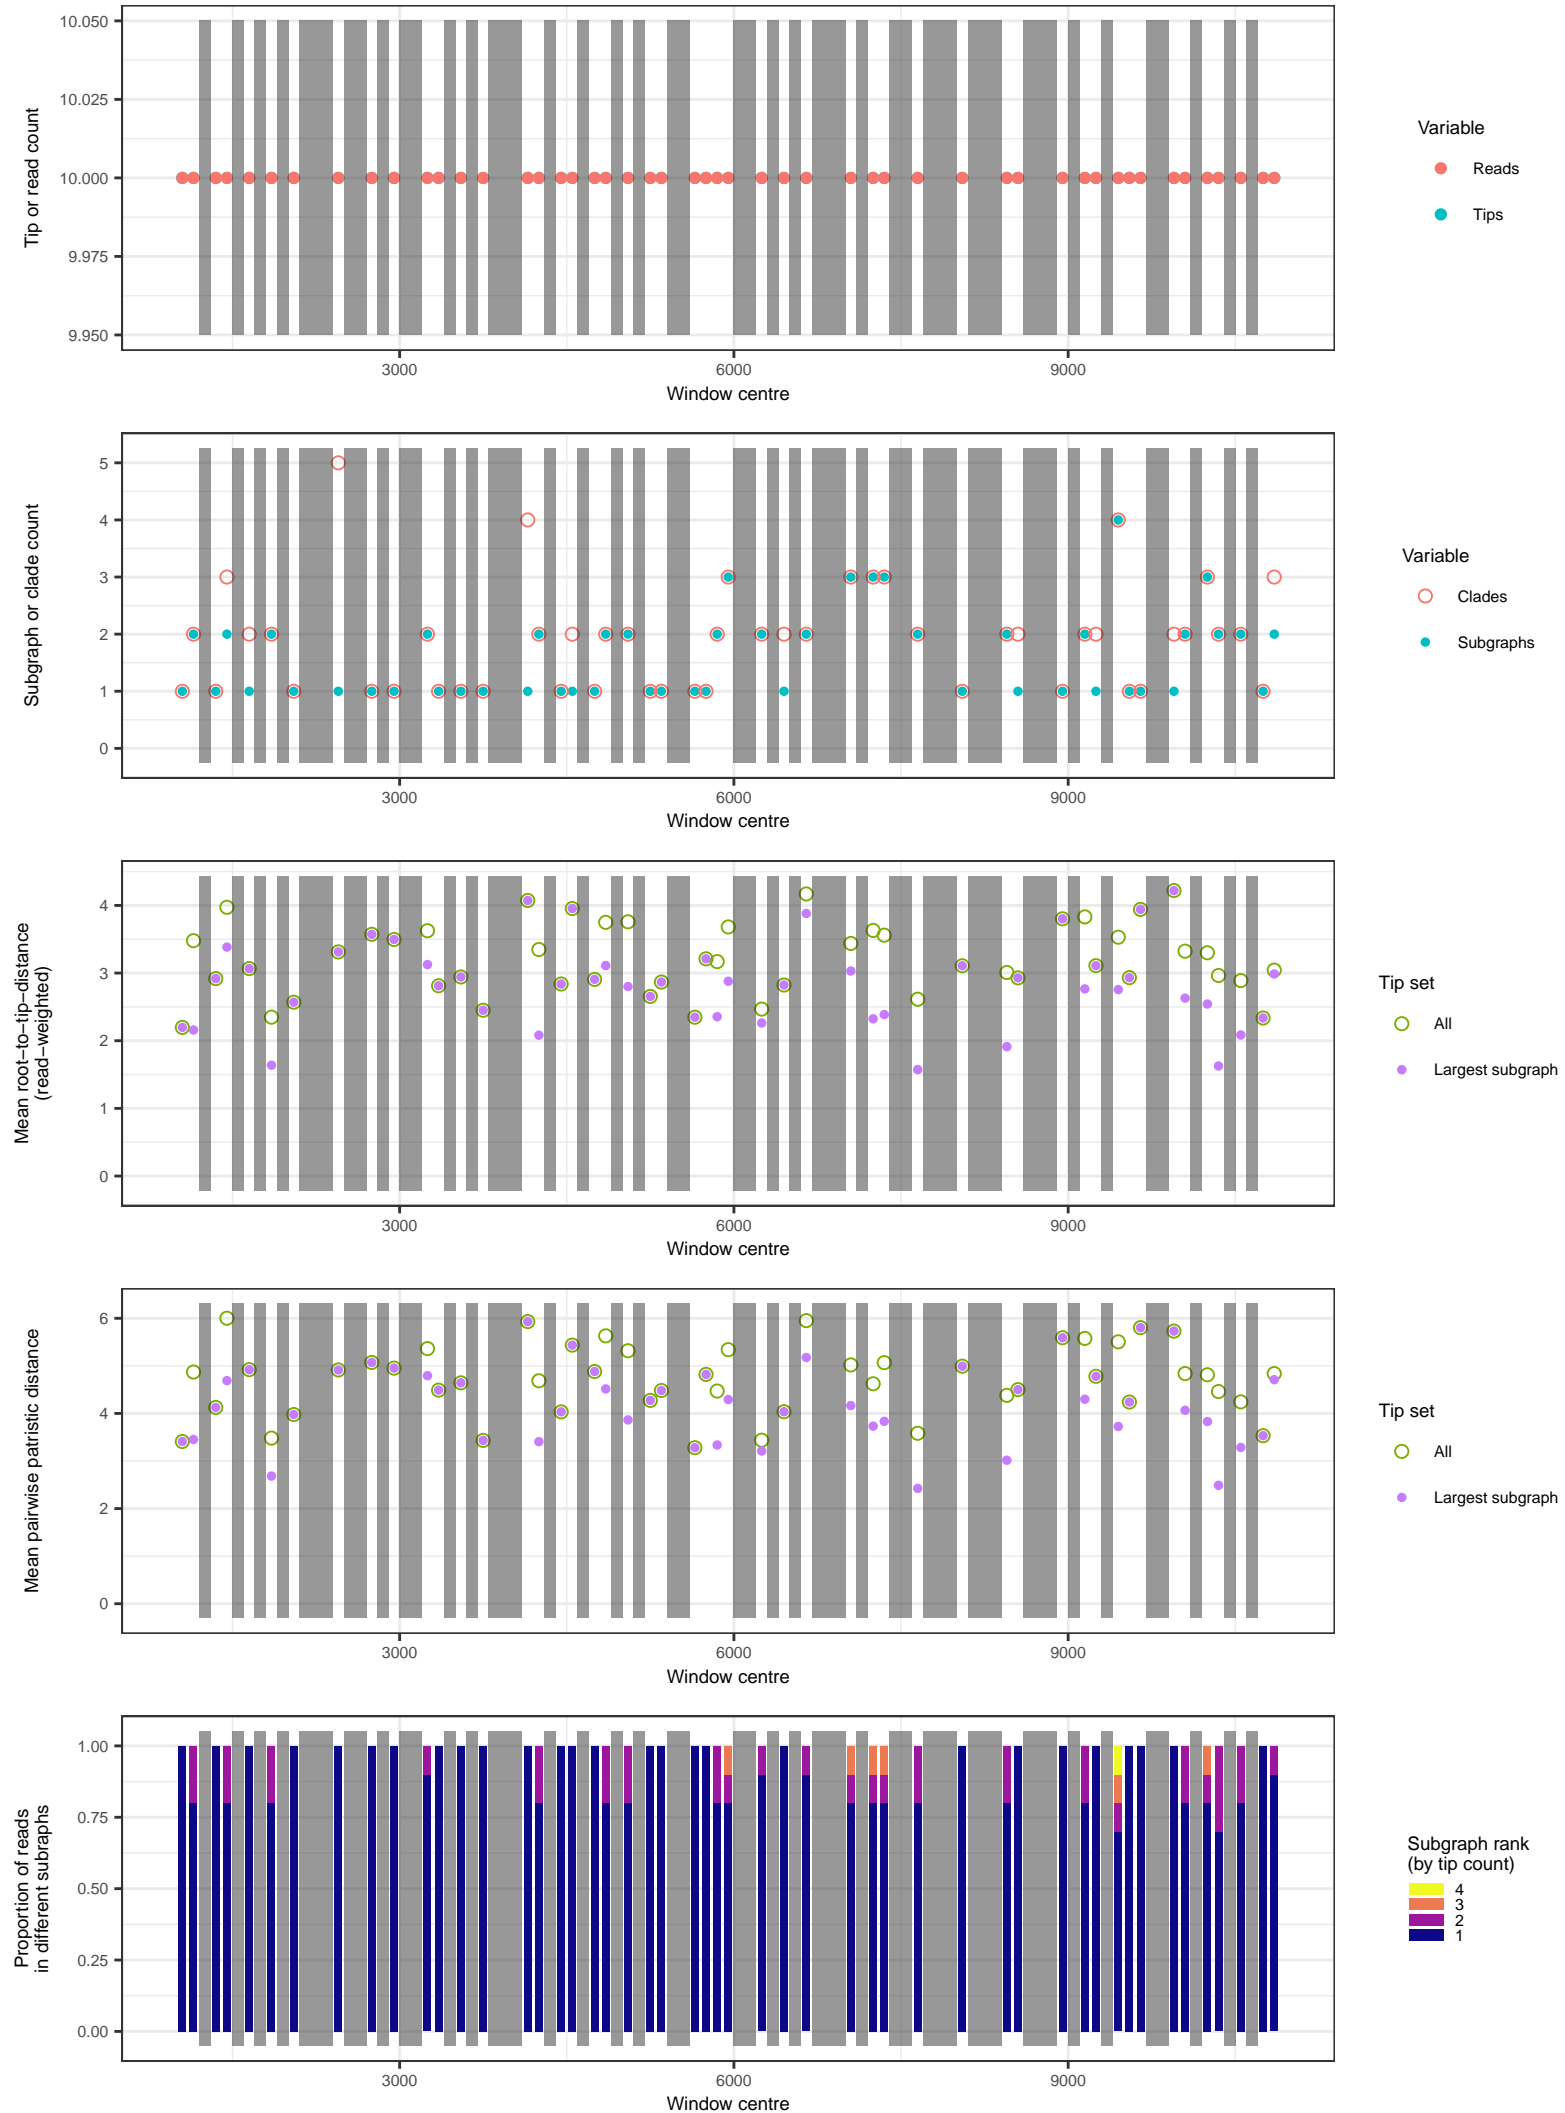 Tip or read count
10.050
10.025
10.000
9.975
9.950
3000
6000
9000
Window centre
Variable
Reads
Tips
Subgraph or clade count
5
4
3
2
1
0
3000
6000
9000
Window centre
Variable
Clades
Subgraphs
Mean root−to−tip−distance
(read−weighted)
4
3
2
1
0
3000
6000
9000
Window centre
Tip set
All
Largest subgraph
Mean pairwise patristic distance
6
4
2
0
3000
6000
9000
Window centre
Tip set
All
Largest subgraph
Proportion of reads
in different subraphs
1.00
0.75
0.50
0.25
0.00
3000
6000
9000
Window centre
Subgraph rank
(by tip count)
4
3
2
1